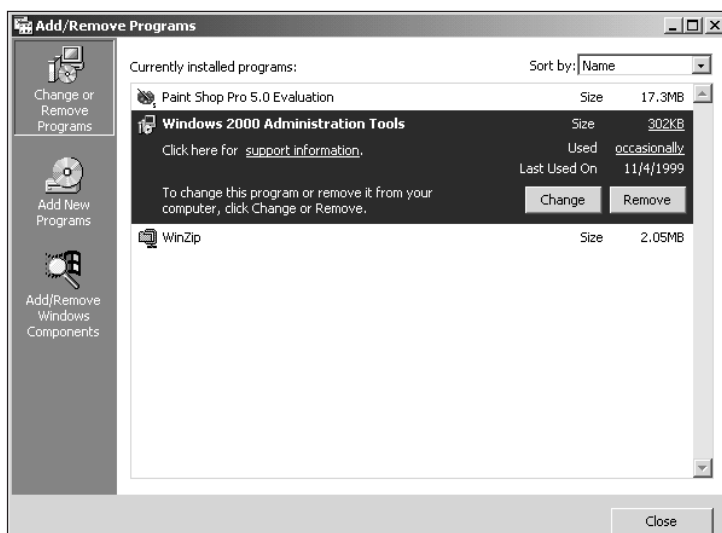 Add/Remove Programs
Change or
Remove
Programs
Add New
Programs
Add/Remove
Windows
Components
Currently installed programs:
Sort by: Name
Paint Shop Pro 5.0 Evaluation Size 17.3MB
Windows 2000 Administration Tools Size 302KB
Click here for support information. Used occasionally
Last Used On 11/4/1999
To change this program or remove it from your
computer, click Change or Remove.
Change Remove
WinZip Size 2.05MB
Close